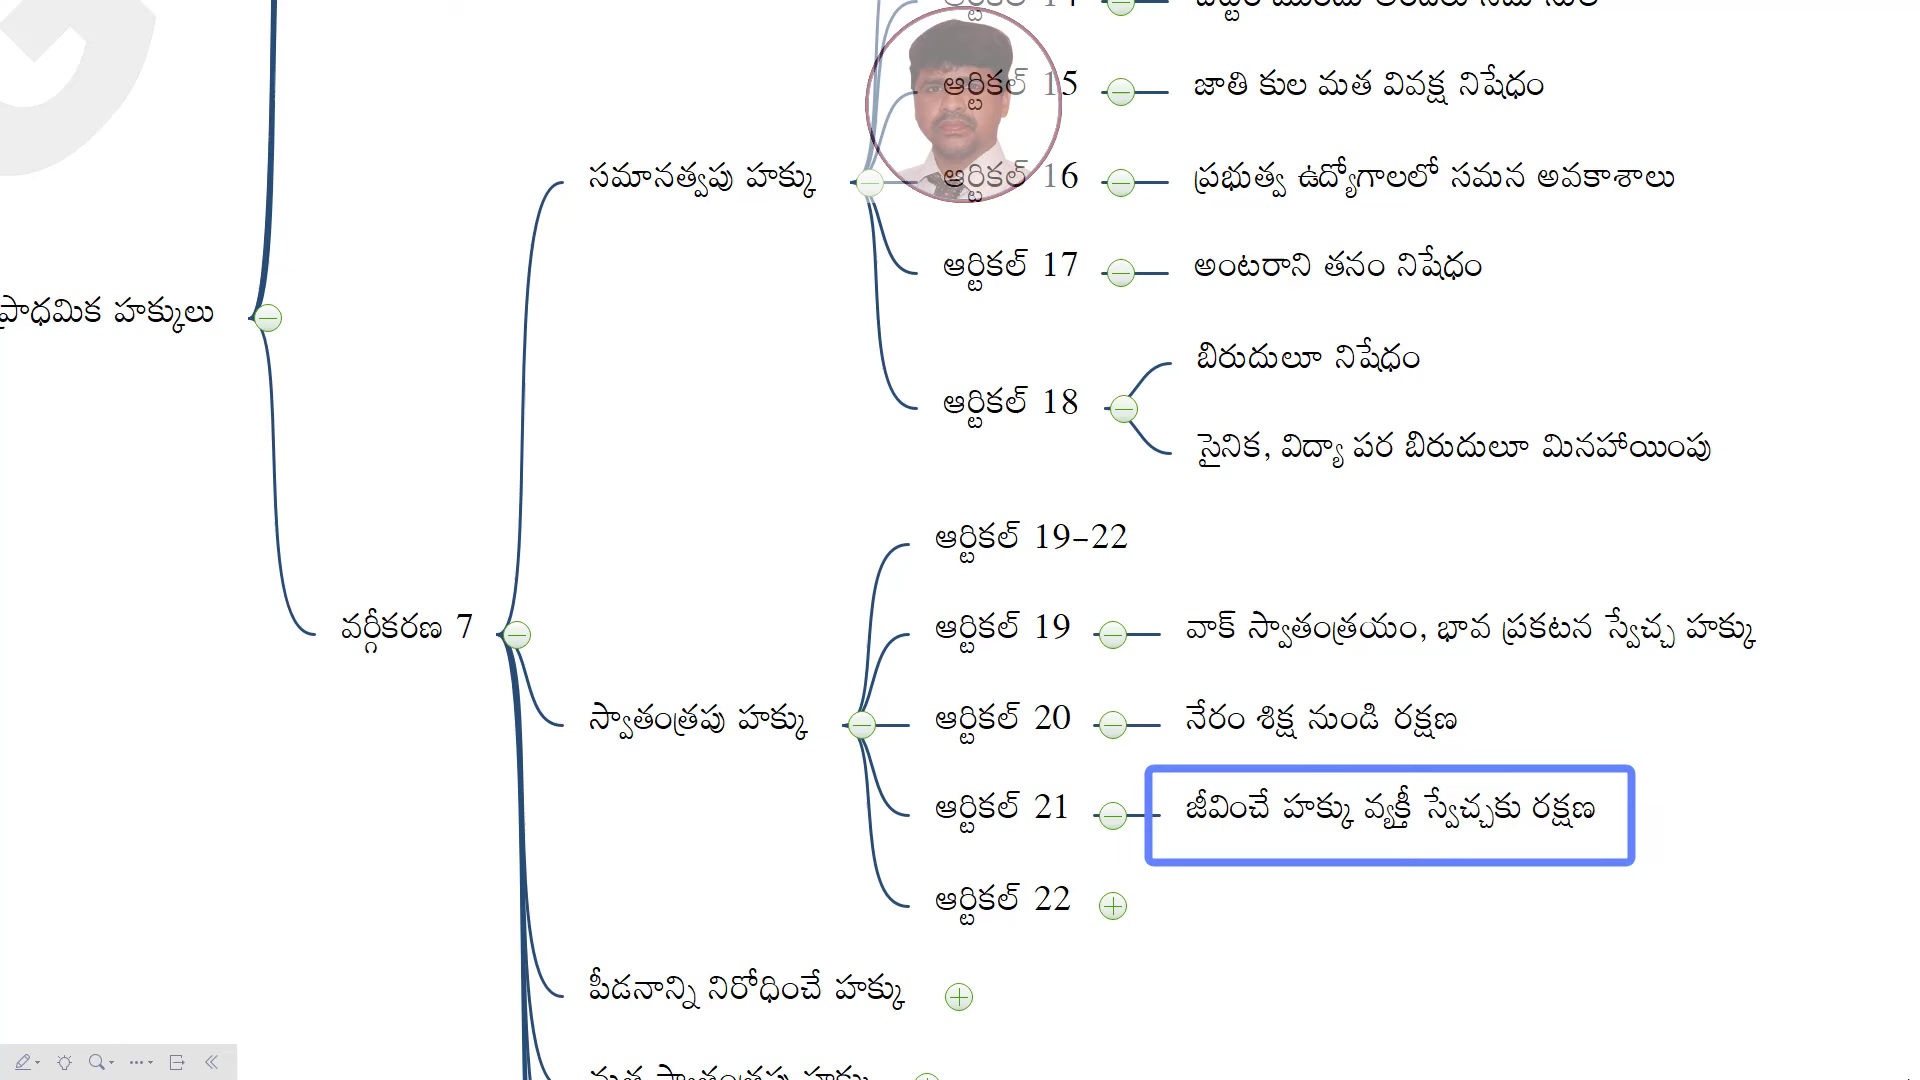 ఆర్టికల్ 15
జాతి కుల మత వివక్ష నిషేధం
సమానత్వపు హక్కు
ఆర్టికల్ 16
ప్రభుత్వ ఉద్యోగాలలో సమన అవకాశాలు
ఆర్టికల్ 17
అంటరాని తనం నిషేధం
ప్రాధమిక హక్కులు
బిరుదులూ నిషేధం
ఆర్టికల్ 18
సైనిక, విద్యా పర బిరుదులూ మినహాయింపు
ఆర్టికల్ 19-22
వర్గీకరణ 7
ఆర్టికల్ 19
వాక్ స్వాతంత్రయం, భావ ప్రకటన స్వేచ్చ హక్కు
స్వాతంత్రపు హక్కు
ఆర్టికల్ 20
నేరం శిక్ష నుండి రక్షణ
ఆర్టికల్ 21
జీవించే హక్కు వ్యక్తీ స్వేచ్చకు రక్షణ
ఆర్టికల్ 22
పీడనాన్ని నిరోధించే హక్కు